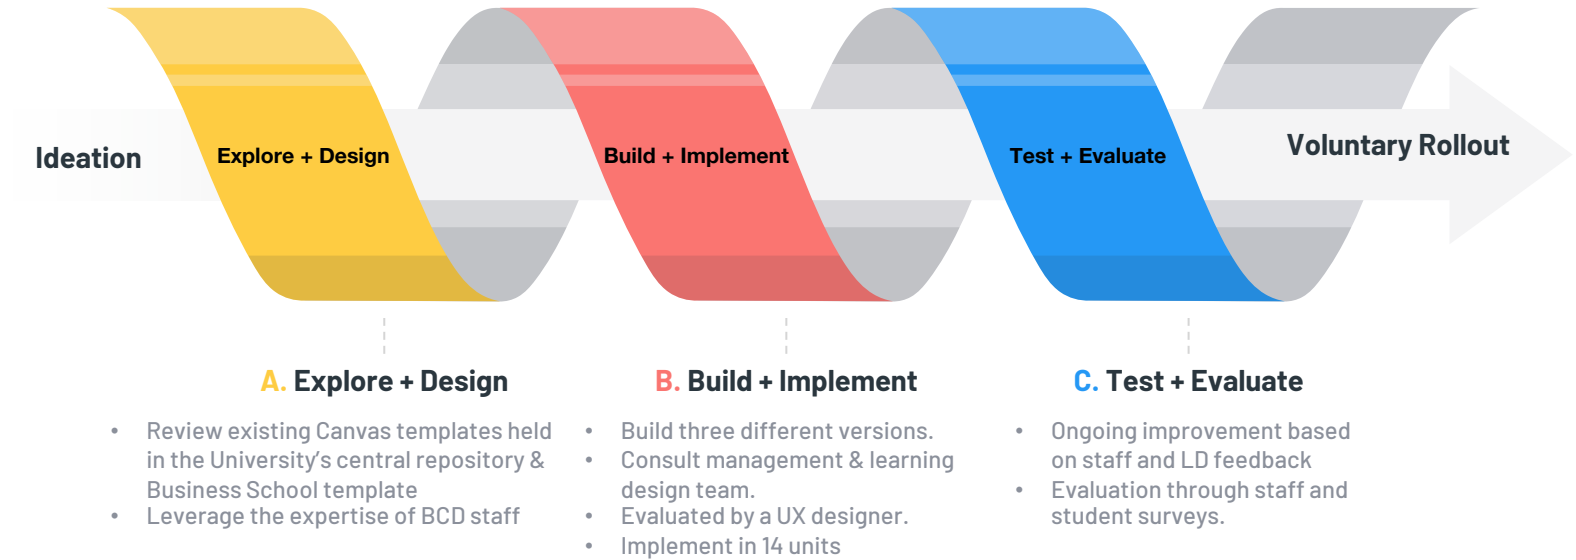 Ideation
Explore + Design
Build + Implement
Test + Evaluate
Voluntary Rollout
A. Explore + Design
• Review existing Canvas templates held
in the University’s central repository &
Business School template
• Leverage the expertise of BCD staff
B. Build + Implement
• Build three different versions.
• Consult management & learning
design team.
• Evaluated by a UX designer.
• Implement in 14 units
C. Test + Evaluate
• Ongoing improvement based
on staff and LD feedback
• Evaluation through staff and
student surveys.